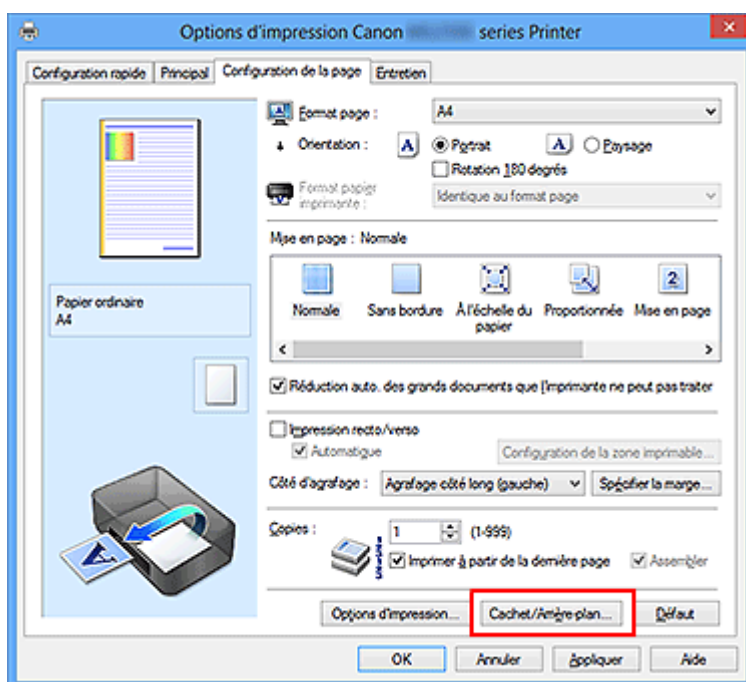 Options d'impression Canon series Printer
Configuration rapide Principal Configuration de la page Entretien
Format page : A4
Orientation : A Portrait A Paysage
Rotation 180 degrés
Format papier imprimante : Identique au format page
Mise en page : Normale
Normale Sans bordure À l'échelle du papier Proportionnée 2 Mise en page
Papier ordinaire
A4
Réduction auto. des grands documents que l'imprimante ne peut pas traiter
Impression recto/verso
Automatique Configuration de la zone imprimable...
Côté d'agrafage : Agrafage côté long (gauche) Spécifier la marge...
Copies : 1 (1-999)
Imprimer à partir de la dernière page Assembler
A
Options d'impression... Cachet/Arrière-plan... Défaut
OK Annuler Appliquer Aide